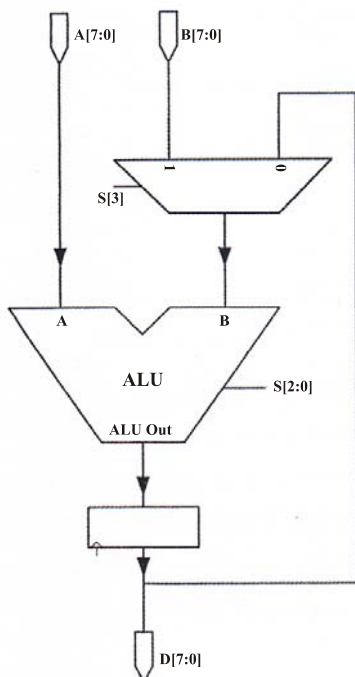 A[7:0] B[7:0]
1 0
S[3]
A B
ALU
S[2:0]
ALU Out
D[7:0]